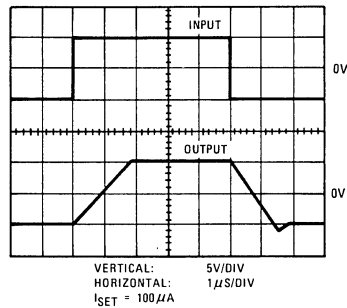 INPUT
0V
OUTPUT
0V
VERTICAL: 5V/DIV
HORIZONTAL: 1µS/DIV
ISET = 100µA